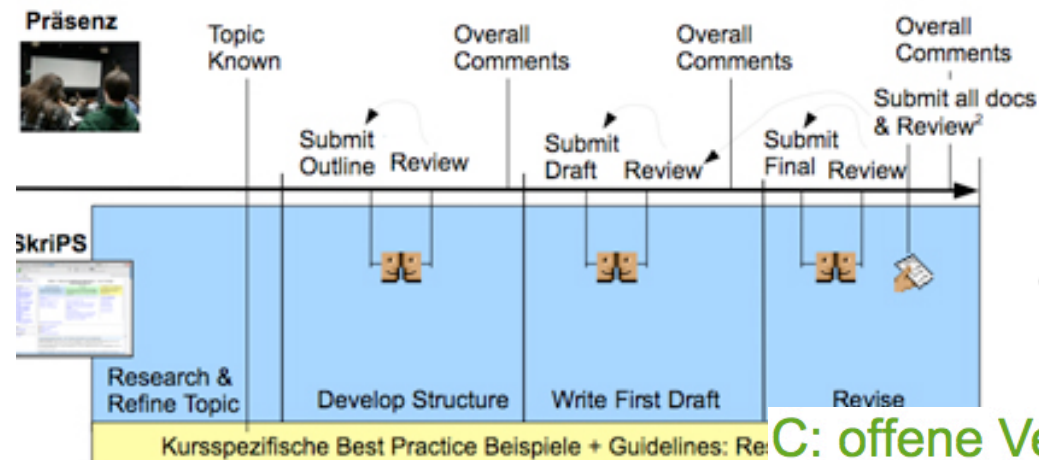 Präsenz
Topic
Known
Overall
Comments
Overall
Comments
Overall
Comments
Submit all docs
& Review²
Submit
Outline
Review
Submit
Draft
Review
Submit
Final
Review
SkriPS
Research &
Refine Topic
Develop Structure
Write First Draft
Revise
Kursspezifische Best Practice Beispiele + Guidelines: Res
C: offene Ve